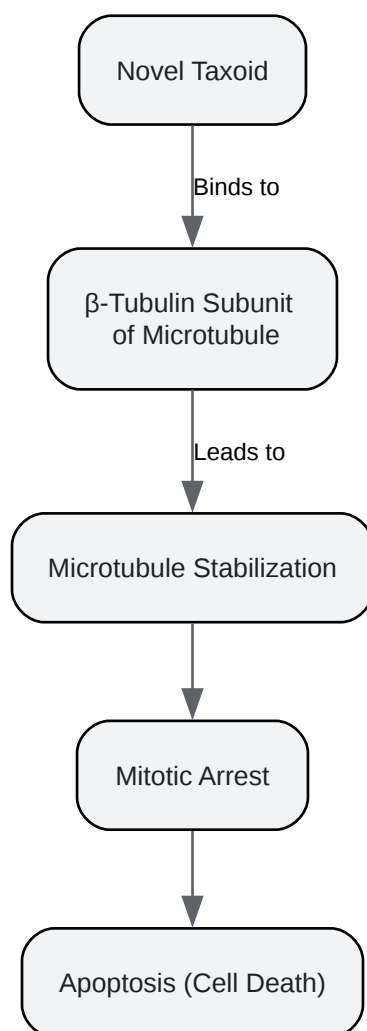 Novel Taxoid
Binds to
β-Tubulin Subunit
of Microtubule
Leads to
Microtubule Stabilization
Mitotic Arrest
Apoptosis (Cell Death)